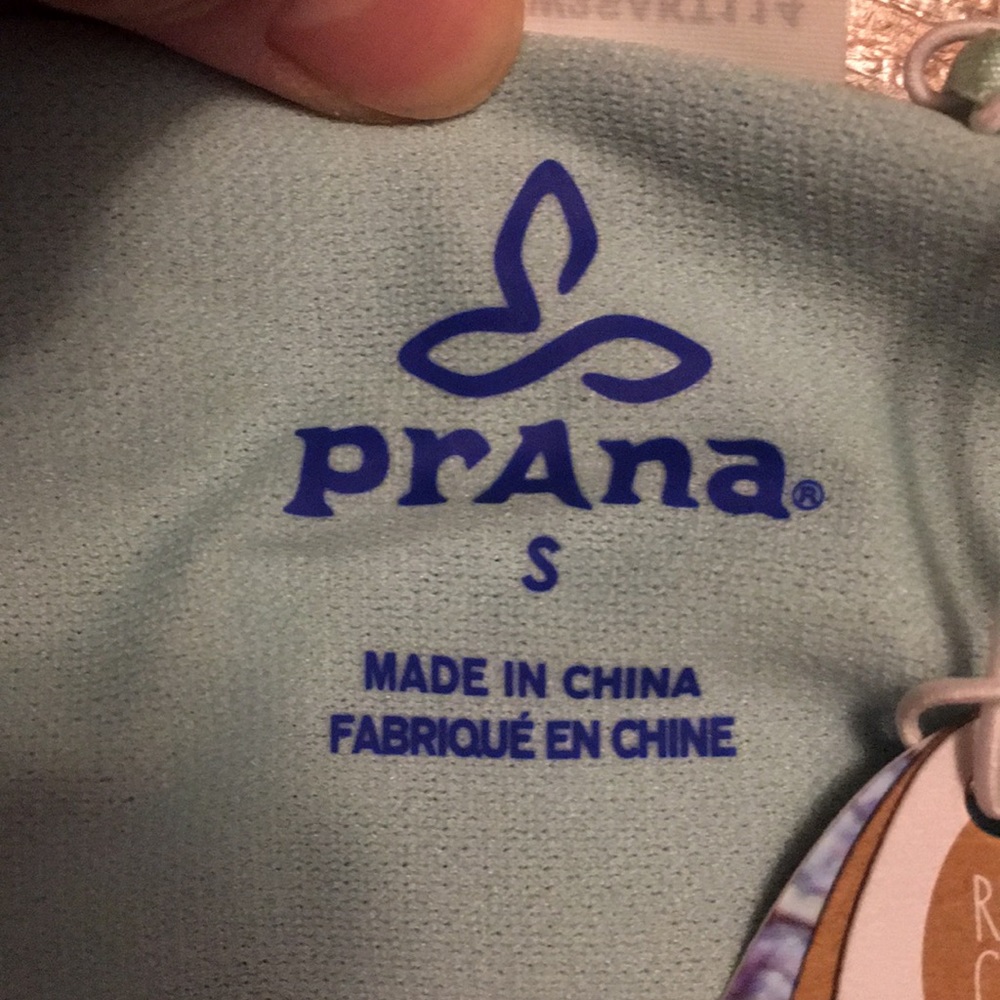 prAna®
S
MADE IN CHINA
FABRIQUÉ EN CHINE
R